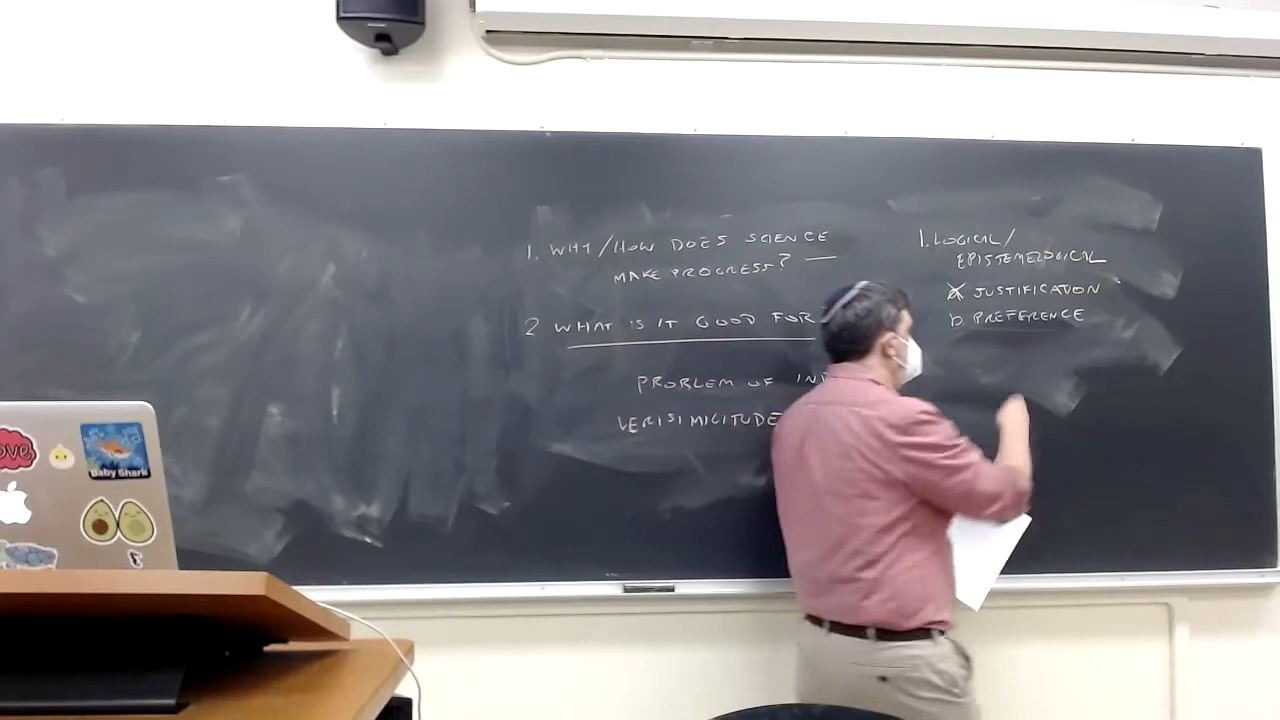 1. WHY/HOW DOES SCIENCE
MAKE PROGRESS? —
2 WHAT IS IT GOOD FOR
PROBLEM OF IND
VERISIMILITUDE
1. LOGICAL/
EPISTEMELOGICAL
a JUSTIFICATION
b. PREFERENCE
love
Baby Shark